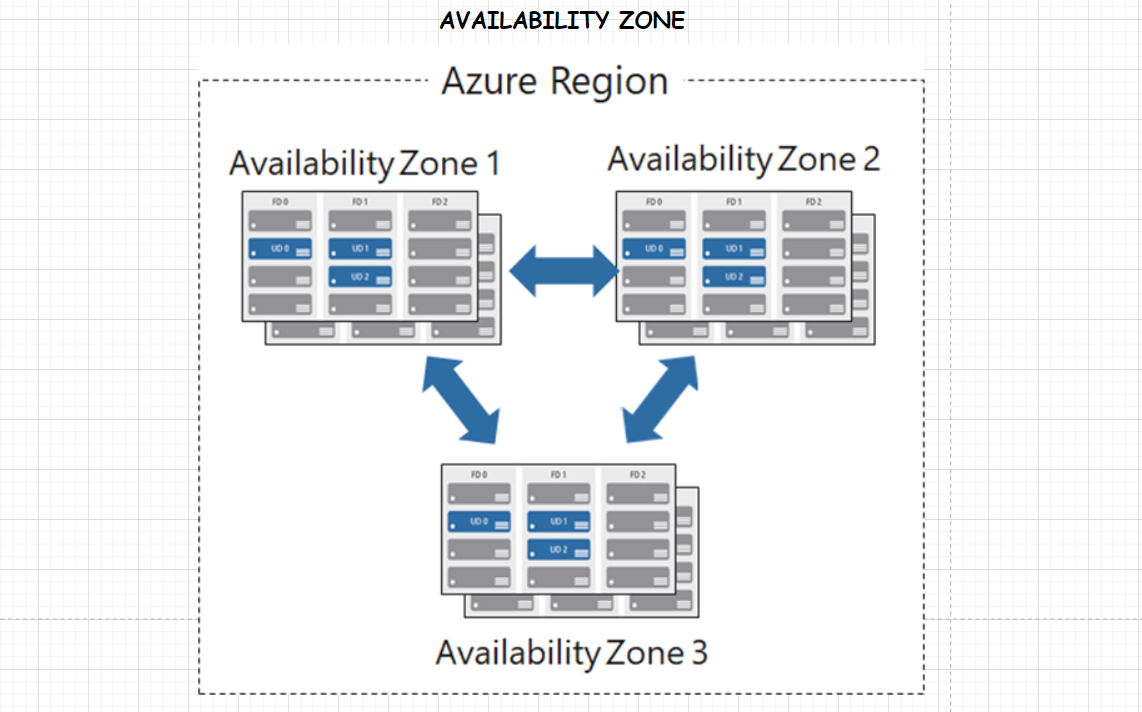 AVAILABILITY ZONE
Azure Region
Availability Zone 1
FD 0 FD 1 FD 2
UD 0 UD 1
UD 2
Availability Zone 2
FD 0 FD 1 FD 2
UD 0 UD 1
UD 2
FD 0 FD 1 FD 2
UD 0 UD 1
UD 2
Availability Zone 3